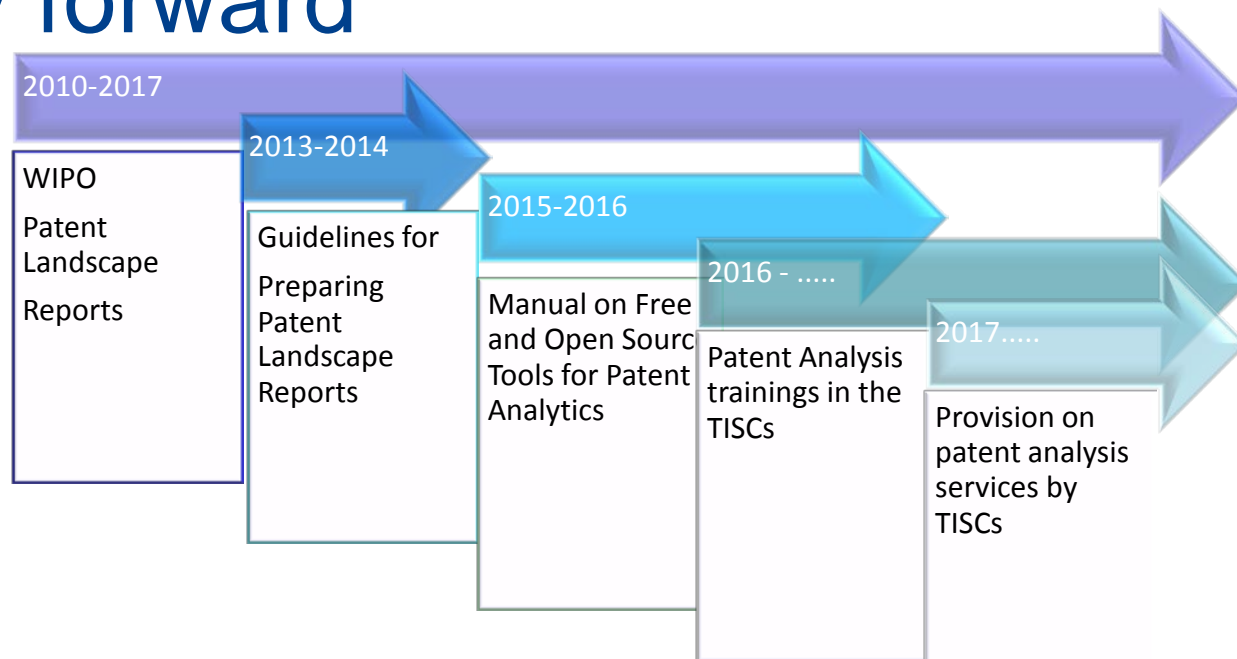 forward
2010-2017
WIPO
Patent
Landscape
Reports
2013-2014
Guidelines for
Preparing
Patent
Landscape
Reports
2015-2016
Manual on Free
and Open Sourc
Tools for Patent
Analytics
2016 - .....
Patent Analysis
trainings in the
TISCs
2017.....
Provision on
patent analysis
services by
TISCs